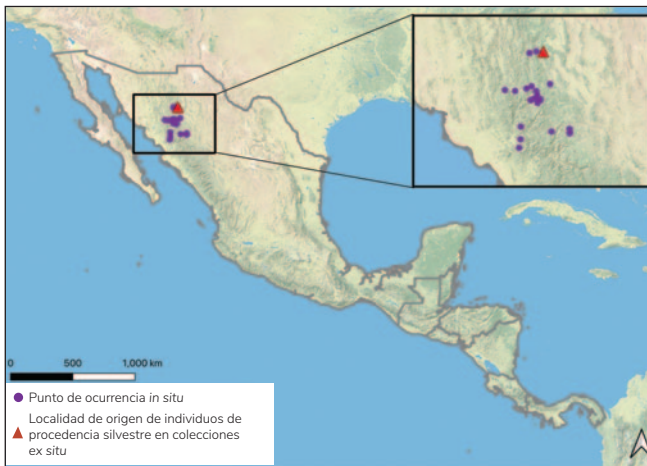 0 500 1,000 km
Punto de ocurrencia in situ
Localidad de origen de individuos de
procedencia silvestre en colecciones
ex situ